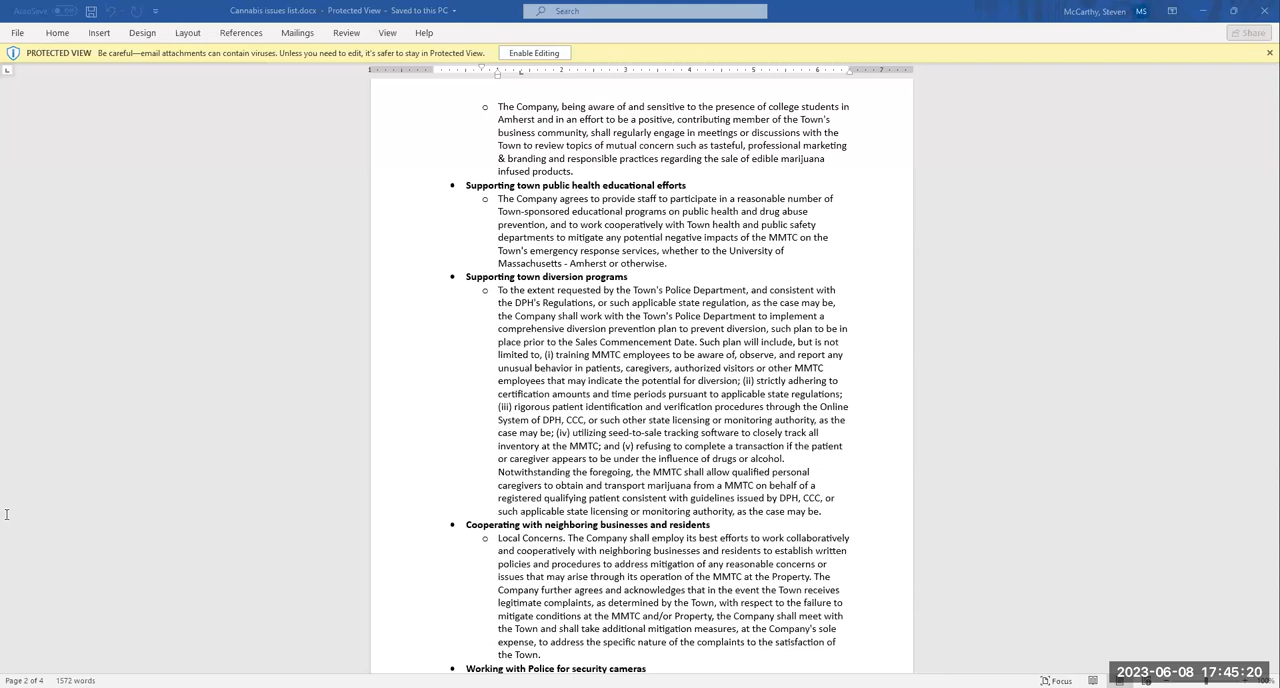 AutoSave
Cannabis issues list.docx - Protected View - Saved to this PC
Search
McCarthy, Steven MS
File Home Insert Design Layout References Mailings Review View Help
Share
PROTECTED VIEW Be careful—email attachments can contain viruses. Unless you need to edit, it's safer to stay in Protected View. Enable Editing
1 1 2 3 4 5 6 7
o The Company, being aware of and sensitive to the presence of college students in
Amherst and in an effort to be a positive, contributing member of the Town's
business community, shall regularly engage in meetings or discussions with the
Town to review topics of mutual concern such as tasteful, professional marketing
& branding and responsible practices regarding the sale of edible marijuana
infused products.
• Supporting town public health educational efforts
o The Company agrees to provide staff to participate in a reasonable number of
Town-sponsored educational programs on public health and drug abuse
prevention, and to work cooperatively with Town health and public safety
departments to mitigate any potential negative impacts of the MMTC on the
Town's emergency response services, whether to the University of
Massachusetts - Amherst or otherwise.
• Supporting town diversion programs
o To the extent requested by the Town's Police Department, and consistent with
the DPH's Regulations, or such applicable state regulation, as the case may be,
the Company shall work with the Town's Police Department to implement a
comprehensive diversion prevention plan to prevent diversion, such plan to be in
place prior to the Sales Commencement Date. Such plan will include, but is not
limited to, (i) training MMTC employees to be aware of, observe, and report any
unusual behavior in patients, caregivers, authorized visitors or other MMTC
employees that may indicate the potential for diversion; (ii) strictly adhering to
certification amounts and time periods pursuant to applicable state regulations;
(iii) rigorous patient identification and verification procedures through the Online
System of DPH, CCC, or such other state licensing or monitoring authority, as the
case may be; (iv) utilizing seed-to-sale tracking software to closely track all
inventory at the MMTC; and (v) refusing to complete a transaction if the patient
or caregiver appears to be under the influence of drugs or alcohol.
Notwithstanding the foregoing, the MMTC shall allow qualified personal
caregivers to obtain and transport marijuana from a MMTC on behalf of a
registered qualifying patient consistent with guidelines issued by DPH, CCC, or
such applicable state licensing or monitoring authority, as the case may be.
• Cooperating with neighboring businesses and residents
o Local Concerns. The Company shall employ its best efforts to work collaboratively
and cooperatively with neighboring businesses and residents to establish written
policies and procedures to address mitigation of any reasonable concerns or
issues that may arise through its operation of the MMTC at the Property. The
Company further agrees and acknowledges that in the event the Town receives
legitimate complaints, as determined by the Town, with respect to the failure to
mitigate conditions at the MMTC and/or Property, the Company shall meet with
the Town and shall take additional mitigation measures, at the Company's sole
expense, to address the specific nature of the complaints to the satisfaction of
the Town.
• Working with Police for security cameras
Page 2 of 4 1572 words
Focus
2023-06-08 17:45:20